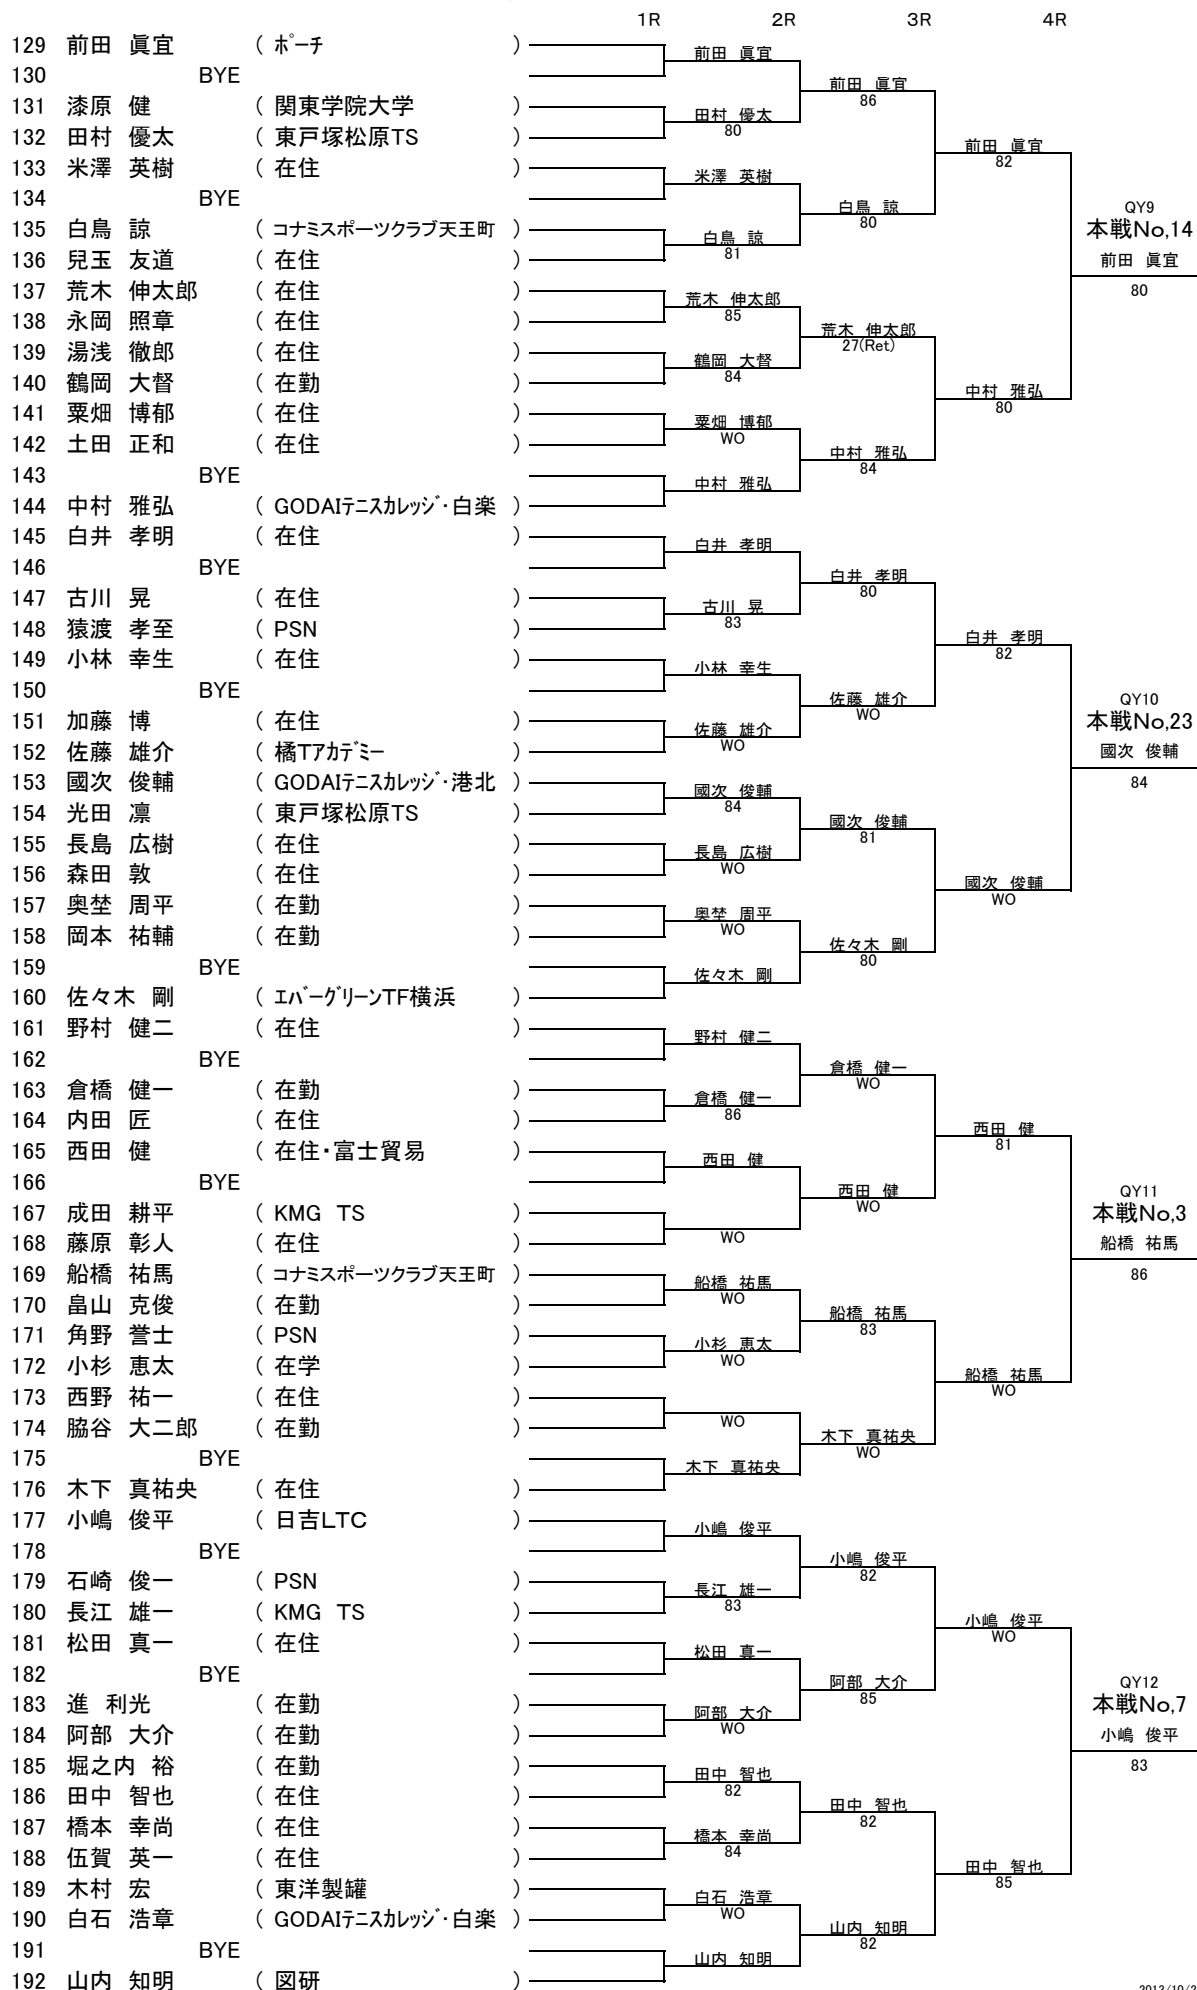 1R 2R 3R 4R
129 前田 眞宜 ( ﾎﾟｰﾁ )
前田 眞宜
130 BYE
前田 眞宜
86
131 漆原 健 ( 関東学院大学 )
田村 優太
80
132 田村 優太 ( 東戸塚松原TS )
前田 眞宜
82
133 米澤 英樹 ( 在住 )
米澤 英樹
134 BYE
白鳥 諒
80
135 白鳥 諒 ( コナミスポーツクラブ天王町 )
白鳥 諒
81
136 兒玉 友道 ( 在住 )
QY9
本戦No,14
前田 眞宜
80
137 荒木 伸太郎 ( 在住 )
荒木 伸太郎
85
138 永岡 照章 ( 在住 )
荒木 伸太郎
27(Ret)
139 湯浅 徹郎 ( 在住 )
鶴岡 大督
84
140 鶴岡 大督 ( 在勤 )
中村 雅弘
80
141 粟畑 博郁 ( 在住 )
粟畑 博郁
WO
142 土田 正和 ( 在住 )
中村 雅弘
84
143 BYE
中村 雅弘
144 中村 雅弘 ( GODAIﾃﾆｽｶﾚｯｼﾞ･白楽 )
145 白井 孝明 ( 在住 )
白井 孝明
146 BYE
白井 孝明
80
147 古川 晃 ( 在住 )
古川 晃
83
148 猿渡 孝至 ( PSN )
白井 孝明
82
149 小林 幸生 ( 在住 )
小林 幸生
150 BYE
佐藤 雄介
WO
151 加藤 博 ( 在住 )
佐藤 雄介
WO
152 佐藤 雄介 ( 橘Tｱｶﾃﾞﾐｰ )
QY10
本戦No,23
國次 俊輔
84
153 國次 俊輔 ( GODAIﾃﾆｽｶﾚｯｼﾞ･港北 )
國次 俊輔
84
154 光田 凛 ( 東戸塚松原TS )
國次 俊輔
81
155 長島 広樹 ( 在住 )
長島 広樹
WO
156 森田 敦 ( 在住 )
國次 俊輔
WO
157 奥埜 周平 ( 在勤 )
奥埜 周平
WO
158 岡本 祐輔 ( 在勤 )
佐々木 剛
80
159 BYE
佐々木 剛
160 佐々木 剛 ( ｴﾊﾞｰｸﾞﾘｰﾝTF横浜 )
161 野村 健二 ( 在住 )
野村 健二
162 BYE
倉橋 健一
WO
163 倉橋 健一 ( 在勤 )
倉橋 健一
86
164 内田 匠 ( 在住 )
西田 健
81
165 西田 健 ( 在住・富士貿易 )
西田 健
166 BYE
西田 健
WO
167 成田 耕平 ( KMG TS )
WO
168 藤原 彰人 ( 在住 )
QY11
本戦No,3
船橋 祐馬
86
169 船橋 祐馬 ( コナミスポーツクラブ天王町 )
船橋 祐馬
WO
170 畠山 克俊 ( 在勤 )
船橋 祐馬
83
171 角野 誉士 ( PSN )
小杉 恵太
WO
172 小杉 恵太 ( 在学 )
船橋 祐馬
WO
173 西野 祐一 ( 在住 )
WO
174 脇谷 大二郎 ( 在勤 )
木下 真祐央
WO
175 BYE
木下 真祐央
176 木下 真祐央 ( 在住 )
177 小嶋 俊平 ( 日吉LTC )
小嶋 俊平
178 BYE
小嶋 俊平
82
179 石崎 俊一 ( PSN )
長江 雄一
83
180 長江 雄一 ( KMG TS )
小嶋 俊平
WO
181 松田 真一 ( 在住 )
松田 真一
182 BYE
阿部 大介
85
183 進 利光 ( 在勤 )
阿部 大介
WO
184 阿部 大介 ( 在勤 )
QY12
本戦No,7
小嶋 俊平
83
185 堀之内 裕 ( 在勤 )
田中 智也
82
186 田中 智也 ( 在住 )
田中 智也
82
187 橋本 幸尚 ( 在住 )
橋本 幸尚
84
188 伍賀 英一 ( 在住 )
田中 智也
85
189 木村 宏 ( 東洋製罐 )
白石 浩章
WO
190 白石 浩章 ( GODAIﾃﾆｽｶﾚｯｼﾞ･白楽 )
山内 知明
82
191 BYE
山内 知明
192 山内 知明 ( 図研 )